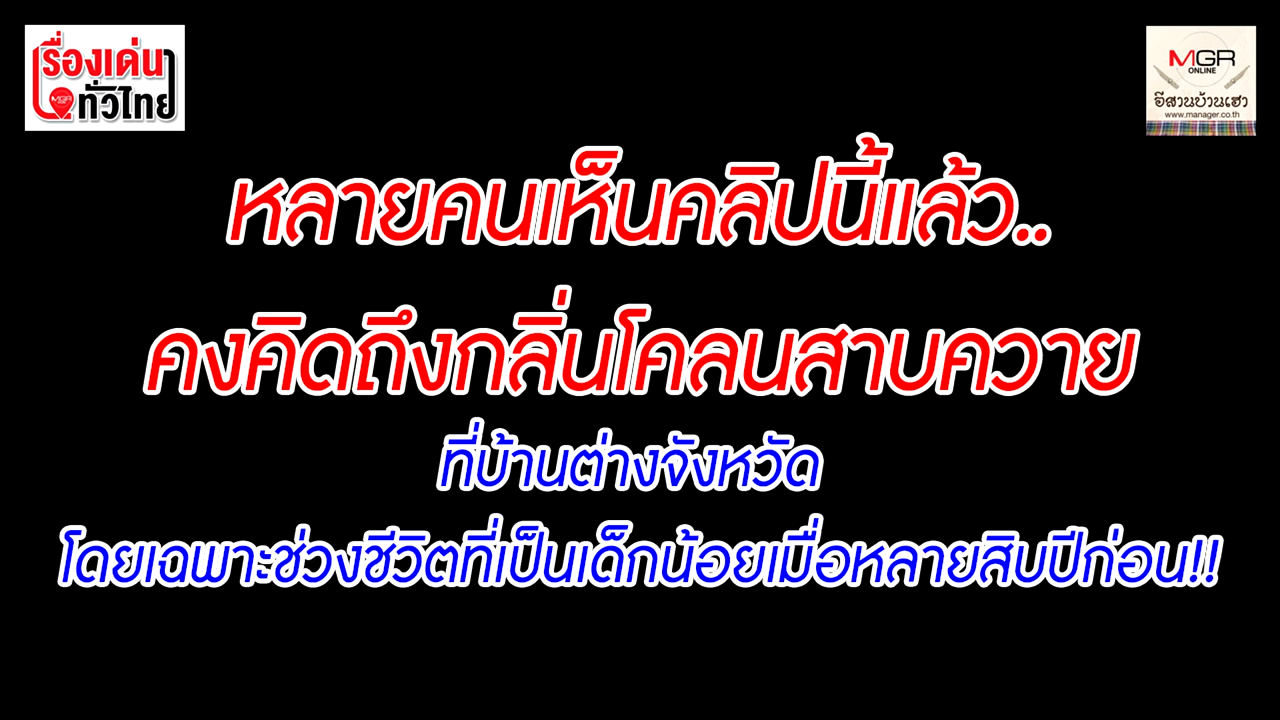 เรื่องเด่น
ทั่วไทย
MGR
ONLINE
อีสานบ้านเฮา
www.manager.co.th
หลายคนเห็นคลิปนี้แล้ว..
คงคิดถึงกลิ่นโคลนสาบควาย
ที่บ้านต่างจังหวัด
โดยเฉพาะช่วงชีวิตที่เป็นเด็กน้อยเมื่อหลายสิบปีก่อน!!